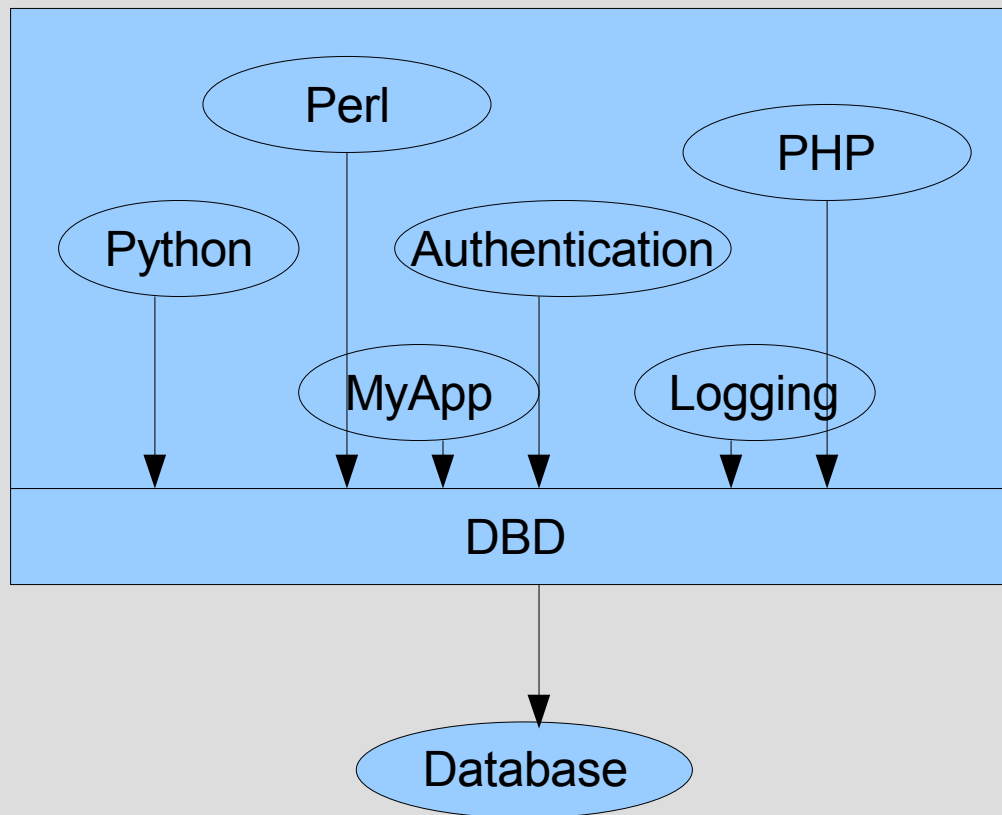 Perl
PHP
Python
Authentication
MyApp
Logging
DBD
Database